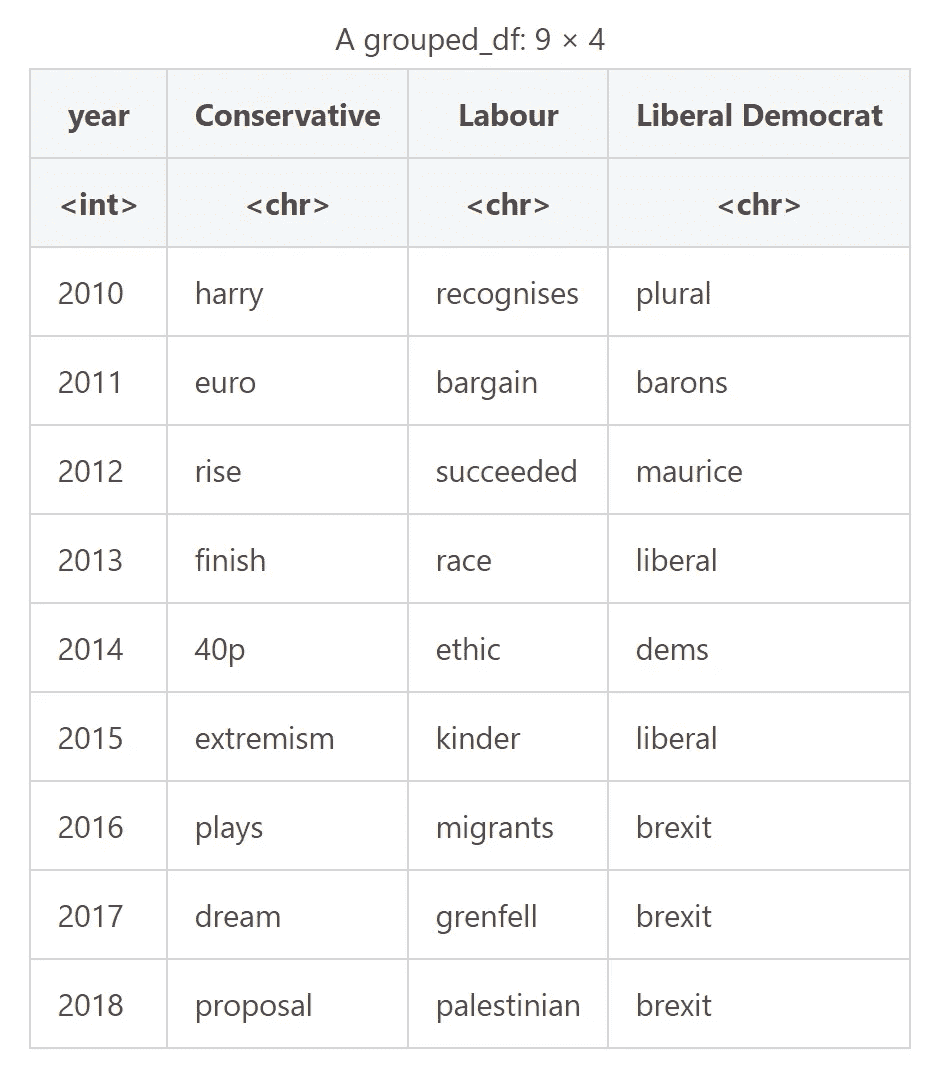 A grouped_df: 9 × 4
year Conservative Labour Liberal Democrat
<int> <chr> <chr> <chr>
2010 harry recognises plural
2011 euro bargain barons
2012 rise succeeded maurice
2013 finish race liberal
2014 40p ethic dems
2015 extremism kinder liberal
2016 plays migrants brexit
2017 dream grenfell brexit
2018 proposal palestinian brexit